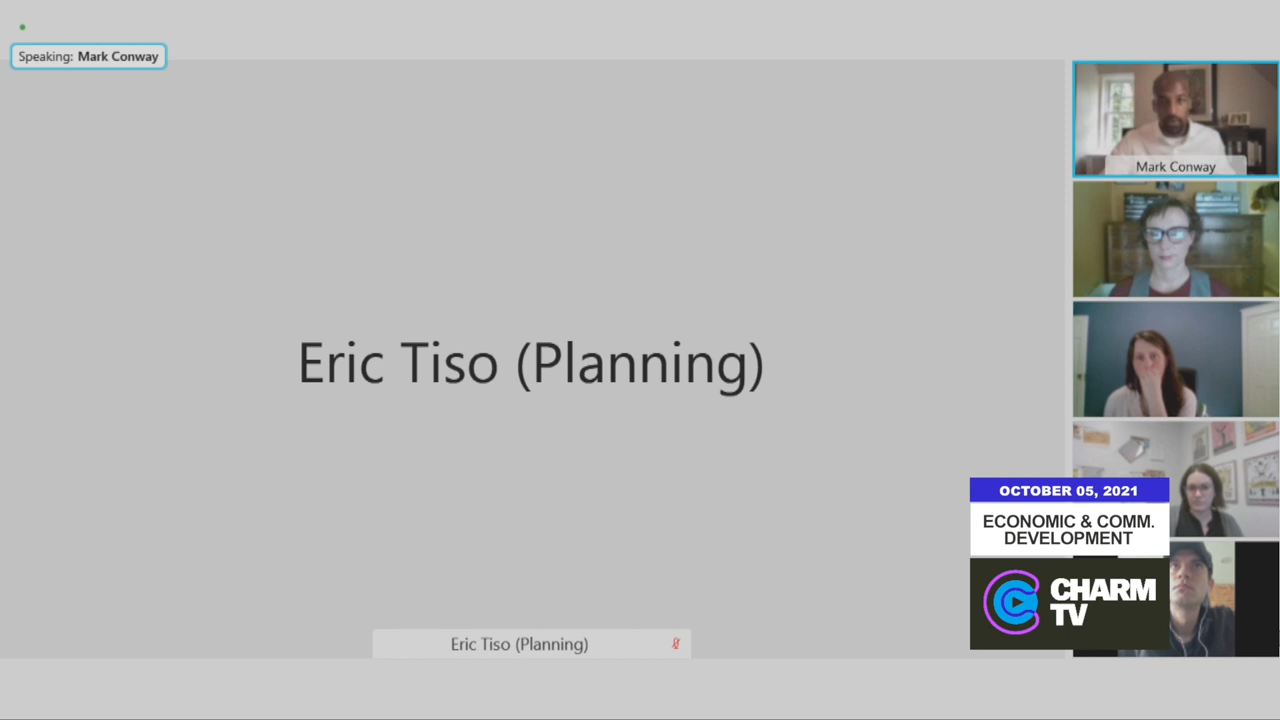 Speaking: Mark Conway
Mark Conway
Eric Tiso (Planning)
OCTOBER 05, 2021
ECONOMIC & COMM.
DEVELOPMENT
CHARM
TV
Eric Tiso (Planning)